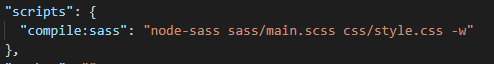 "scripts": {
"compile:sass": "node-sass sass/main.scss css/style.css -w"
},